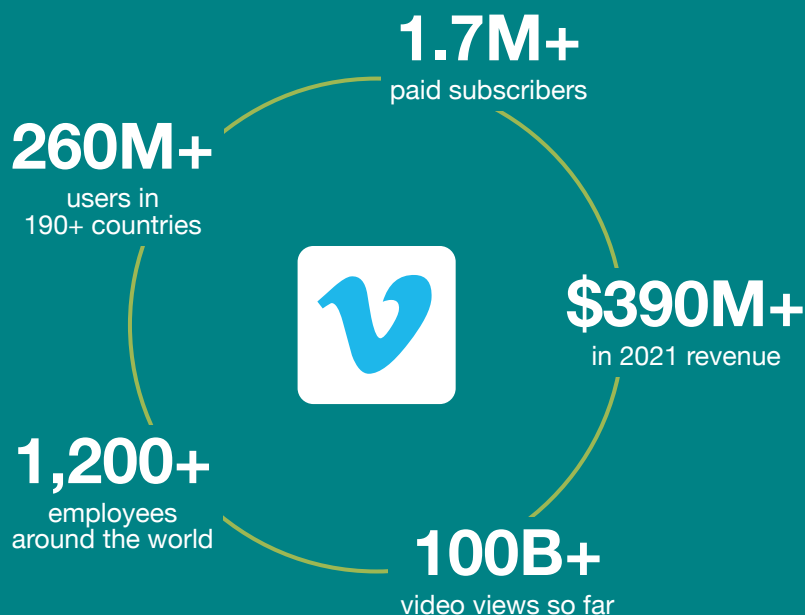 1.7M+
paid subscribers
260M+
users in
190+ countries
$390M+
in 2021 revenue
1,200+
employees
around the world
100B+
video views so far